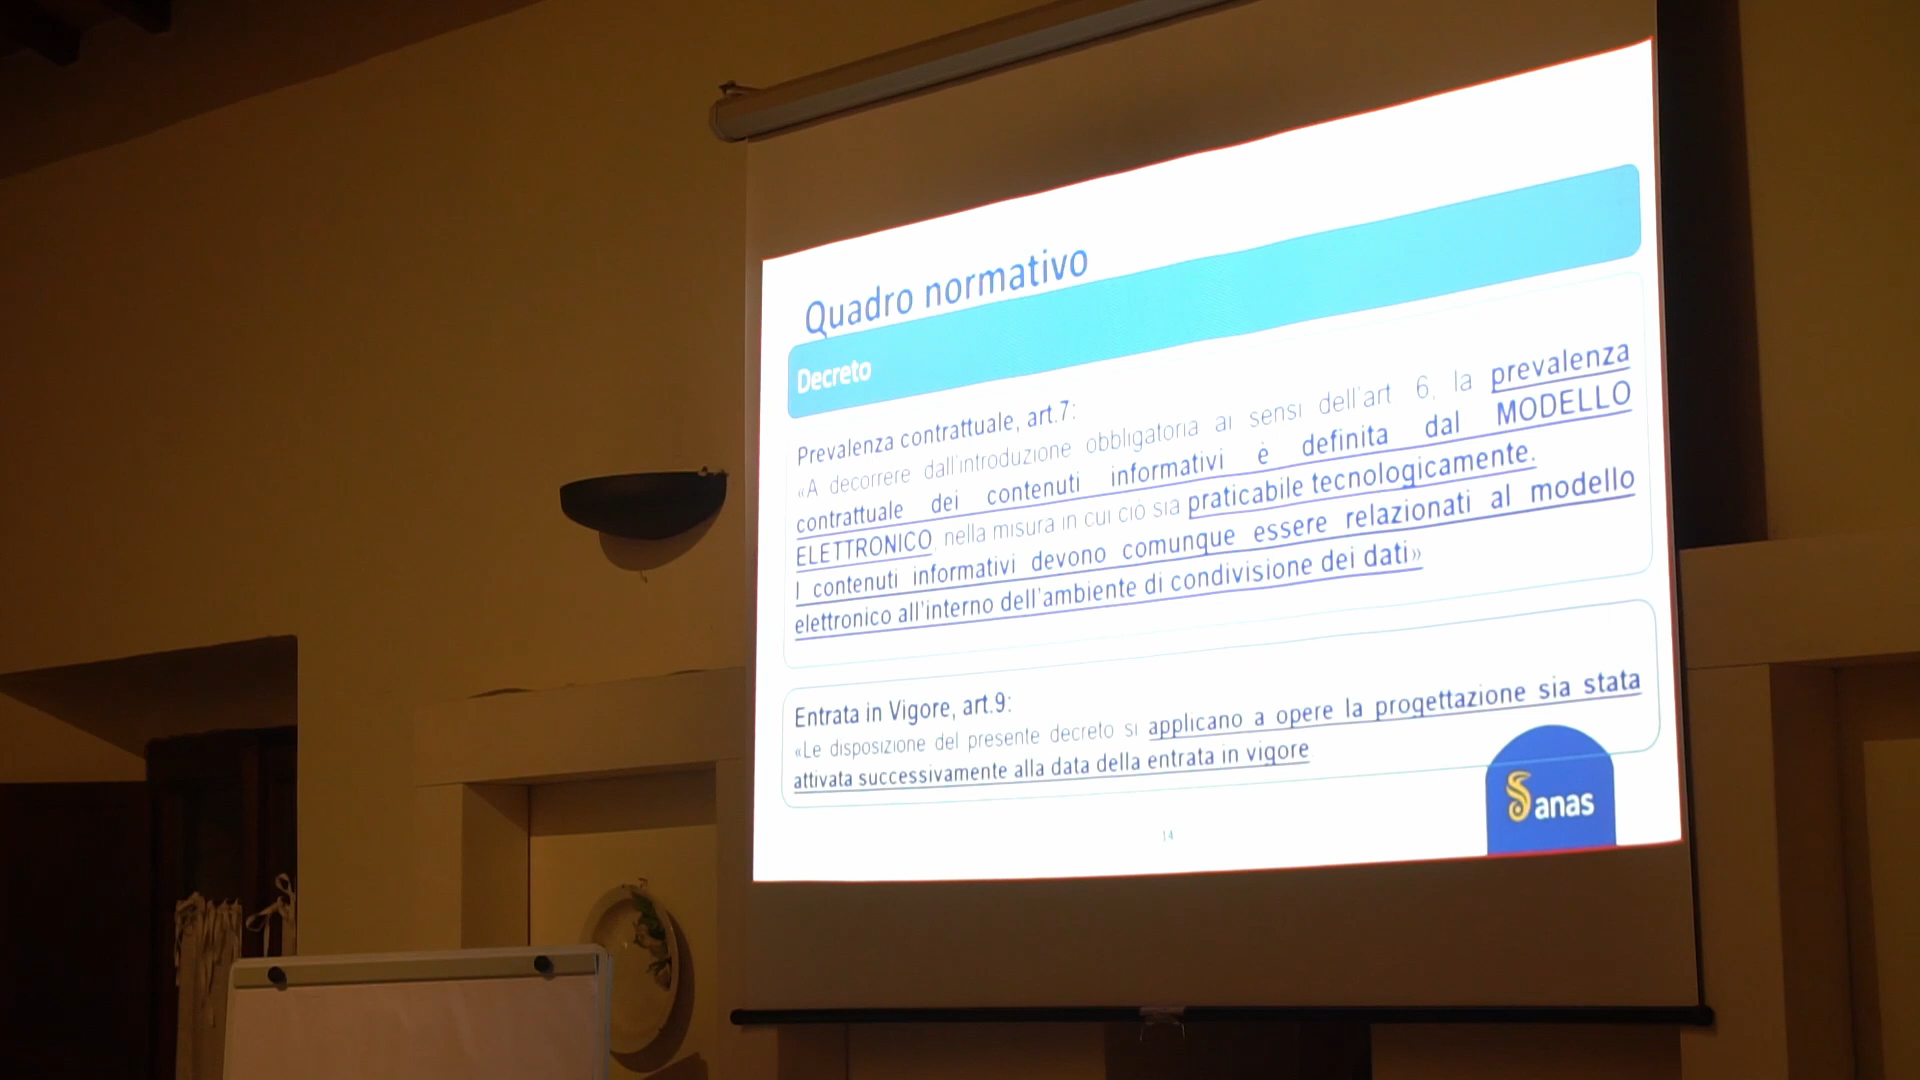 Quadro normativo
Decreto
Prevalenza contrattuale, art.7:
«A decorrere dall'introduzione obbligatoria ai sensi dell'art 6, la prevalenza
contrattuale dei contenuti informativi è definita dal MODELLO
ELETTRONICO, nella misura in cui ciò sia praticabile tecnologicamente.
I contenuti informativi devono comunque essere relazionati al modello
elettronico all'interno dell'ambiente di condivisione dei dati»
Entrata in Vigore, art.9:
«Le disposizione del presente decreto si applicano a opere la progettazione sia stata
attivata successivamente alla data della entrata in vigore
14
anas